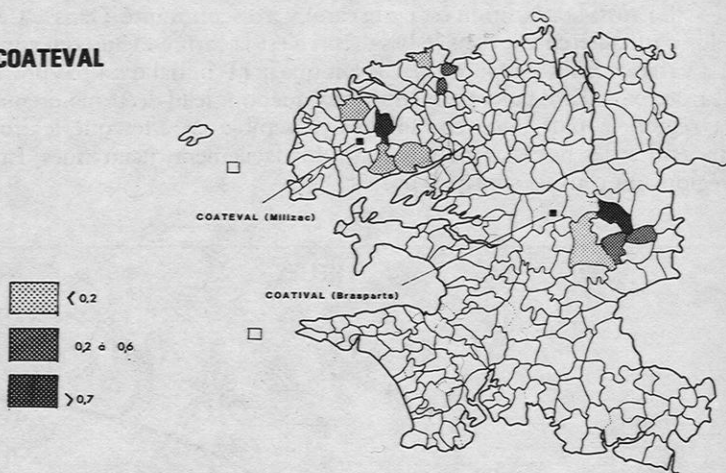 COATEVAL
COATEVAL (Milizac)
COATIVAL (Brasparts)
< 0,2
0,2 à 0,6
> 0,7